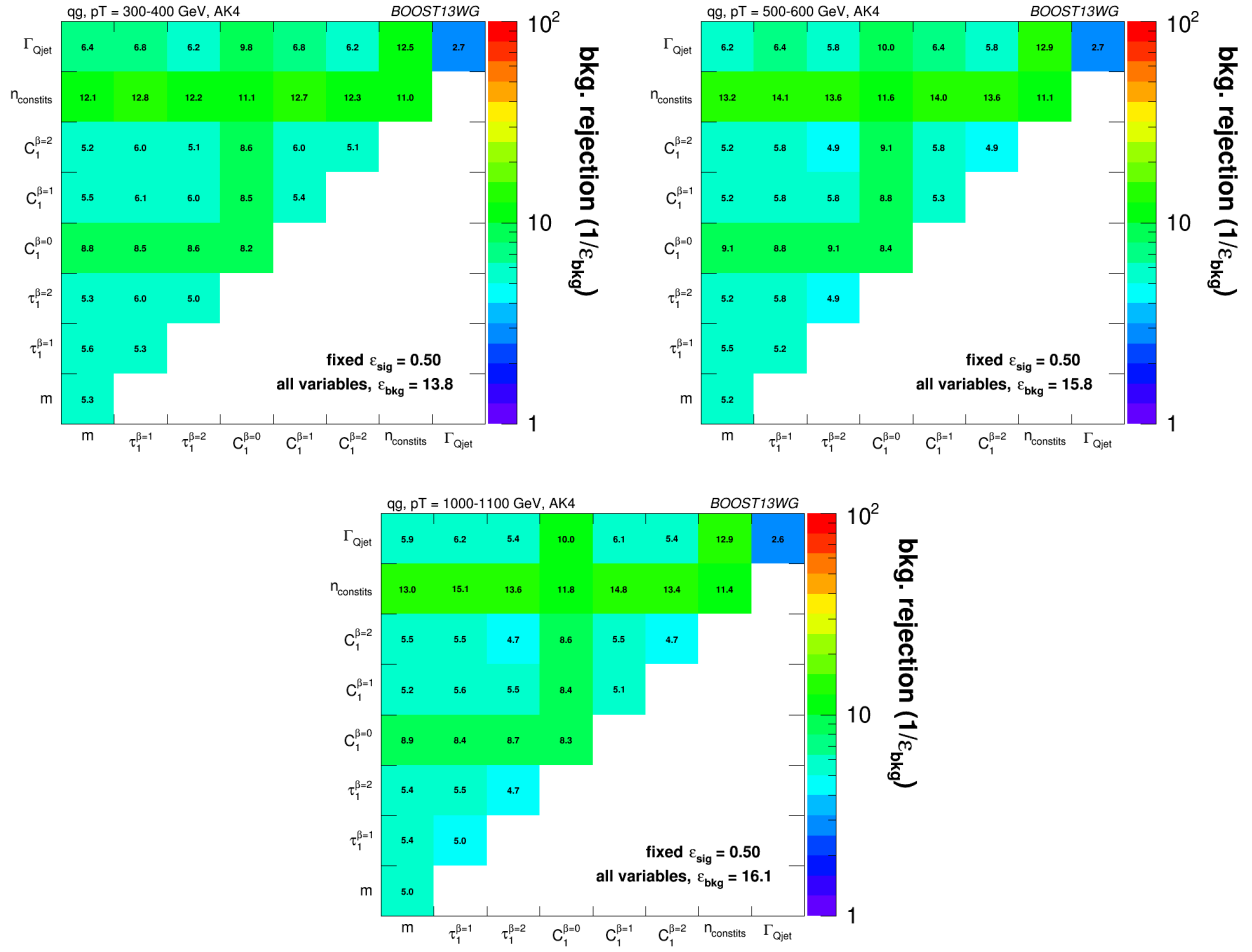 qg, pT = 300-400 GeV, AK4 BOOST13WG
Γ_Qjet 6.4 6.8 6.2 9.8 6.8 6.2 12.5 2.7
n_constits 12.1 12.8 12.2 11.1 12.7 12.3 11.0
C_1^β=2 5.2 6.0 5.1 8.6 6.0 5.1
C_1^β=1 5.5 6.1 6.0 8.5 5.4
C_1^β=0 8.8 8.5 8.6 8.2
τ_1^β=2 5.3 6.0 5.0
τ_1^β=1 5.6 5.3
m 5.3
fixed ε_sig = 0.50
all variables, ε_bkg = 13.8
m τ_1^β=1 τ_1^β=2 C_1^β=0 C_1^β=1 C_1^β=2 n_constits Γ_Qjet
10^2
10
1
bkg. rejection (1/ε_bkg)
qg, pT = 500-600 GeV, AK4 BOOST13WG
Γ_Qjet 6.2 6.4 5.8 10.0 6.4 5.8 12.9 2.7
n_constits 13.2 14.1 13.6 11.6 14.0 13.6 11.1
C_1^β=2 5.2 5.8 4.9 9.1 5.8 4.9
C_1^β=1 5.2 5.8 5.8 8.8 5.3
C_1^β=0 9.1 8.8 9.1 8.4
τ_1^β=2 5.2 5.8 4.9
τ_1^β=1 5.5 5.2
m 5.2
fixed ε_sig = 0.50
all variables, ε_bkg = 15.8
m τ_1^β=1 τ_1^β=2 C_1^β=0 C_1^β=1 C_1^β=2 n_constits Γ_Qjet
10^2
10
1
bkg. rejection (1/ε_bkg)
qg, pT = 1000-1100 GeV, AK4 BOOST13WG
Γ_Qjet 5.9 6.2 5.4 10.0 6.1 5.4 12.9 2.6
n_constits 13.0 15.1 13.6 11.8 14.8 13.4 11.4
C_1^β=2 5.5 5.5 4.7 8.6 5.5 4.7
C_1^β=1 5.2 5.6 5.5 8.4 5.1
C_1^β=0 8.9 8.4 8.7 8.3
τ_1^β=2 5.4 5.5 4.7
τ_1^β=1 5.4 5.0
m 5.0
fixed ε_sig = 0.50
all variables, ε_bkg = 16.1
m τ_1^β=1 τ_1^β=2 C_1^β=0 C_1^β=1 C_1^β=2 n_constits Γ_Qjet
10^2
10
1
bkg. rejection (1/ε_bkg)